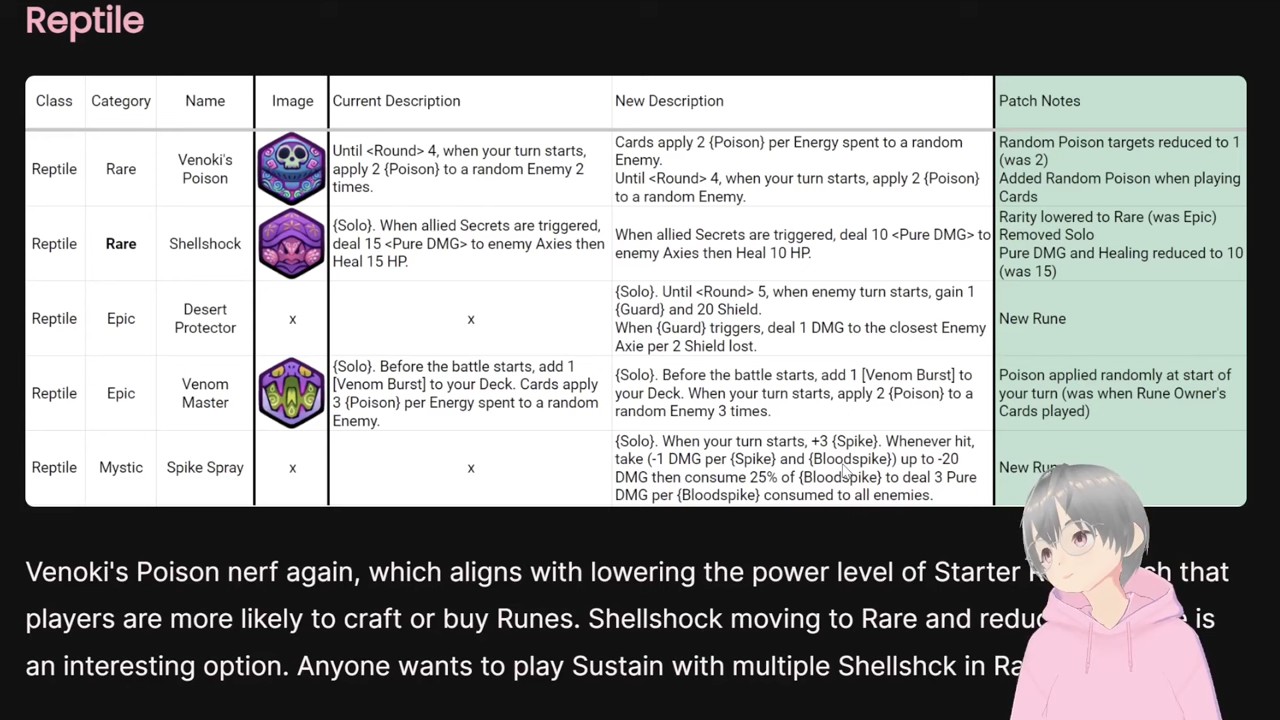 Reptile
Class Category Name Image Current Description New Description Patch Notes
Reptile Rare Venoki's Poison
Until <Round> 4, when your turn starts,
apply 2 {Poison} to a random Enemy 2
times.
Cards apply 2 {Poison} per Energy spent to a random
Enemy.
Until <Round> 4, when your turn starts, apply 2 {Poison}
to a random Enemy.
Random Poison targets reduced to 1
(was 2)
Added Random Poison when playing
Cards
Reptile Rare Shellshock
{Solo}. When allied Secrets are triggered,
deal 15 <Pure DMG> to enemy Axies then
Heal 15 HP.
When allied Secrets are triggered, deal 10 <Pure DMG> to
enemy Axies then Heal 10 HP.
Rarity lowered to Rare (was Epic)
Removed Solo
Pure DMG and Healing reduced to 10
(was 15)
Reptile Epic Desert Protector x x
{Solo}. Until <Round> 5, when enemy turn starts, gain 1
{Guard} and 20 Shield.
When {Guard} triggers, deal 1 DMG to the closest Enemy
Axie per 2 Shield lost.
New Rune
Reptile Epic Venom Master
{Solo}. Before the battle starts, add 1
[Venom Burst] to your Deck. Cards apply
3 {Poison} per Energy spent to a random
Enemy.
{Solo}. Before the battle starts, add 1 [Venom Burst] to
your Deck. When your turn starts, apply 2 {Poison} to a
random Enemy 3 times.
Poison applied randomly at start of
your turn (was when Rune Owner's
Cards played)
Reptile Mystic Spike Spray x x
{Solo}. When your turn starts, +3 {Spike}. Whenever hit,
take (-1 DMG per {Spike} and {Bloodspike}) up to -20
DMG then consume 25% of {Bloodspike} to deal 3 Pure
DMG per {Bloodspike} consumed to all enemies.
New Rune
Venoki's Poison nerf again, which aligns with lowering the power level of Starter that
players are more likely to craft or buy Runes. Shellshock moving to Rare and is
an interesting option. Anyone wants to play Sustain with multiple Shellshck in